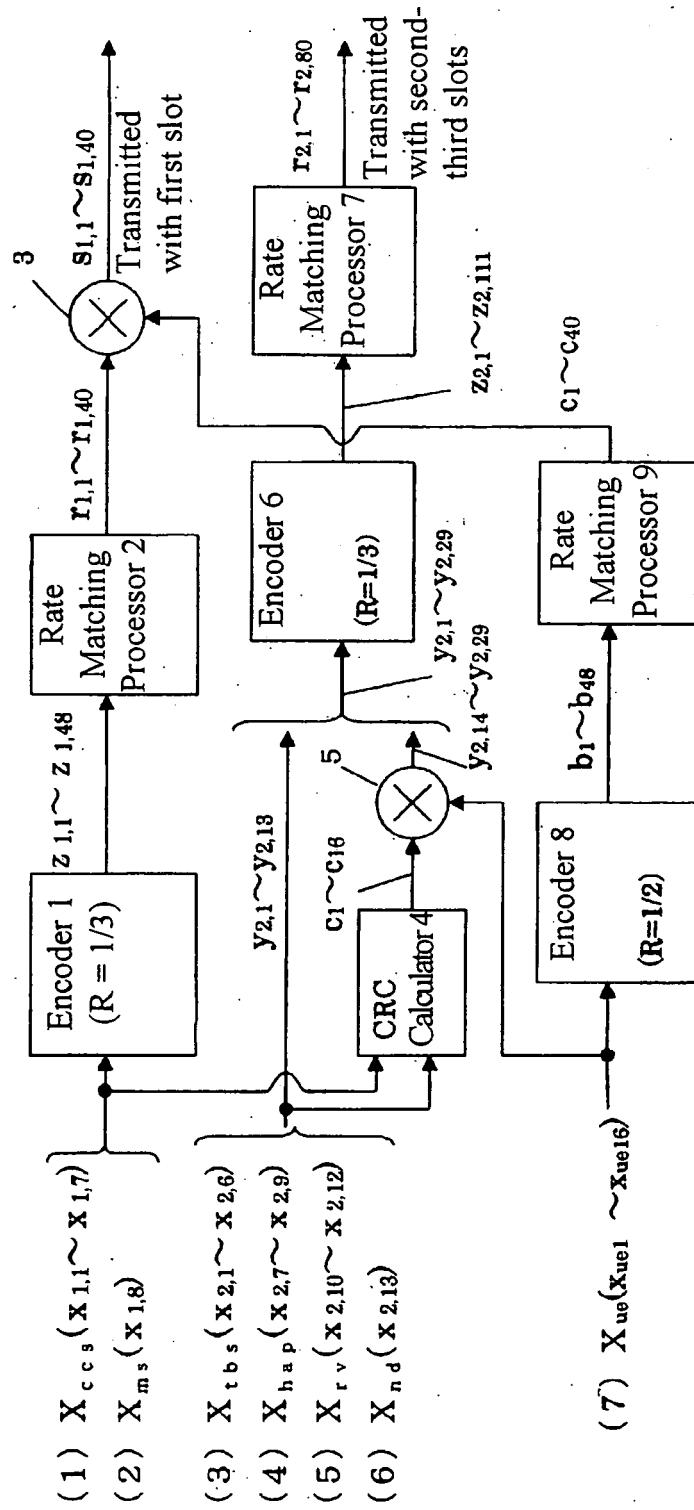 (1) Xccs(x1,1~x1,7)
(2) Xms(x1,8)
(3) Xtbs(x2,1~x2,6)
(4) Xhap(x2,7~x2,9)
(5) Xrv(x2,10~x2,12)
(6) Xnd(x2,13)
(7) Xue(xue1 ~xue16)
Encoder 1
(R = 1/3)
z1,1~z1,48
Rate
Matching
Processor 2
r1,1~r1,40
3
s1,1~s1,40
Transmitted
with first slot
y2,1~y2,13
CRC
Calculator 4
c1~c16
5
y2,14~y2,29
y2,1~y2,29
Encoder 6
(R=1/3)
z2,1~z2,111
Rate
Matching
Processor 7
r2,1~r2,80
Transmitted
with second-
third slots
Encoder 8
(R=1/2)
b1~b48
Rate
Matching
Processor 9
c1~c40